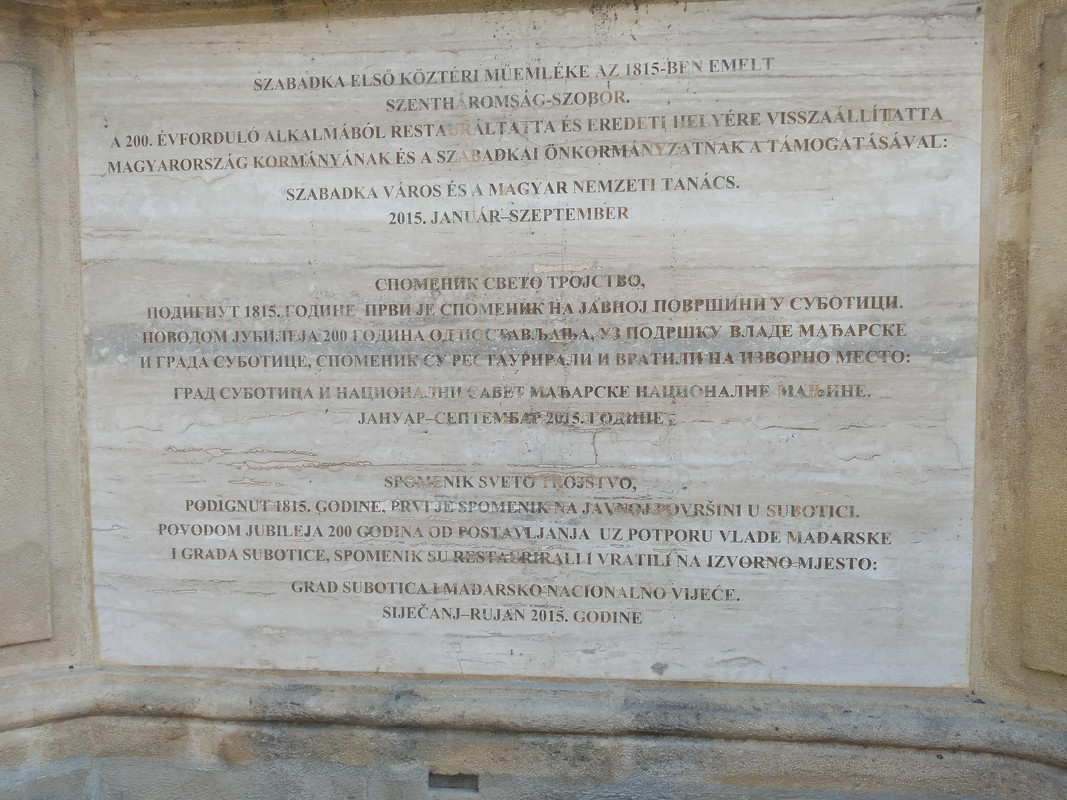 SZABADKA ELSŐ KÖZTÉRI MŰEMLÉKE AZ 1815-BEN EMELT
SZENTHÁROMSÁG-SZOBOR.
A 200. ÉVFORDULÓ ALKALMÁBÓL RESTAURÁLTATTA ÉS EREDETI HELYÉRE VISSZAÁLLÍTATTA
MAGYARORSZÁG KORMÁNYÁNAK ÉS A SZABADKAI ÖNKORMÁNYZATNAK A TÁMOGATÁSÁVAL:
SZABADKA VÁROS ÉS A MAGYAR NEMZETI TANÁCS.
2015. JANUÁR–SZEPTEMBER
СПОМЕНИК СВЕТО ТРОЈСТВО,
ПОДИГНУТ 1815. ГОДИНЕ ПРВИ ЈЕ СПОМЕНИК НА ЈАВНОЈ ПОВРШИНИ У СУБОТИЦИ.
ПОВОДОМ ЈУБИЛЕЈА 200 ГОДИНА ОД ПОСТАВЉАЊА, УЗ ПОДРШКУ ВЛАДЕ МАЂАРСКЕ
И ГРАДА СУБОТИЦЕ, СПОМЕНИК СУ РЕСТАУРИРАЛИ И ВРАТИЛИ НА ИЗВОРНО МЕСТО:
ГРАД СУБОТИЦА И НАЦИОНАЛНИ САВЕТ МАЂАРСКЕ НАЦИОНАЛНЕ МАЊИНЕ.
ЈАНУАР–СЕПТЕМБАР 2015. ГОДИНЕ
SPOMENIK SVETO TROJSTVO,
PODIGNUT 1815. GODINE, PRVI JE SPOMENIK NA JAVNOJ POVRŠINI U SUBOTICI.
POVODOM JUBILEJA 200 GODINA OD POSTAVLJANJA UZ POTPORU VLADE MAĐARSKE
I GRADA SUBOTICE, SPOMENIK SU RESTAURIRALI I VRATILI NA IZVORNO MJESTO:
GRAD SUBOTICA I MAĐARSKO NACIONALNO VIJEĆE.
SIJEČANJ–RUJAN 2015. GODINE